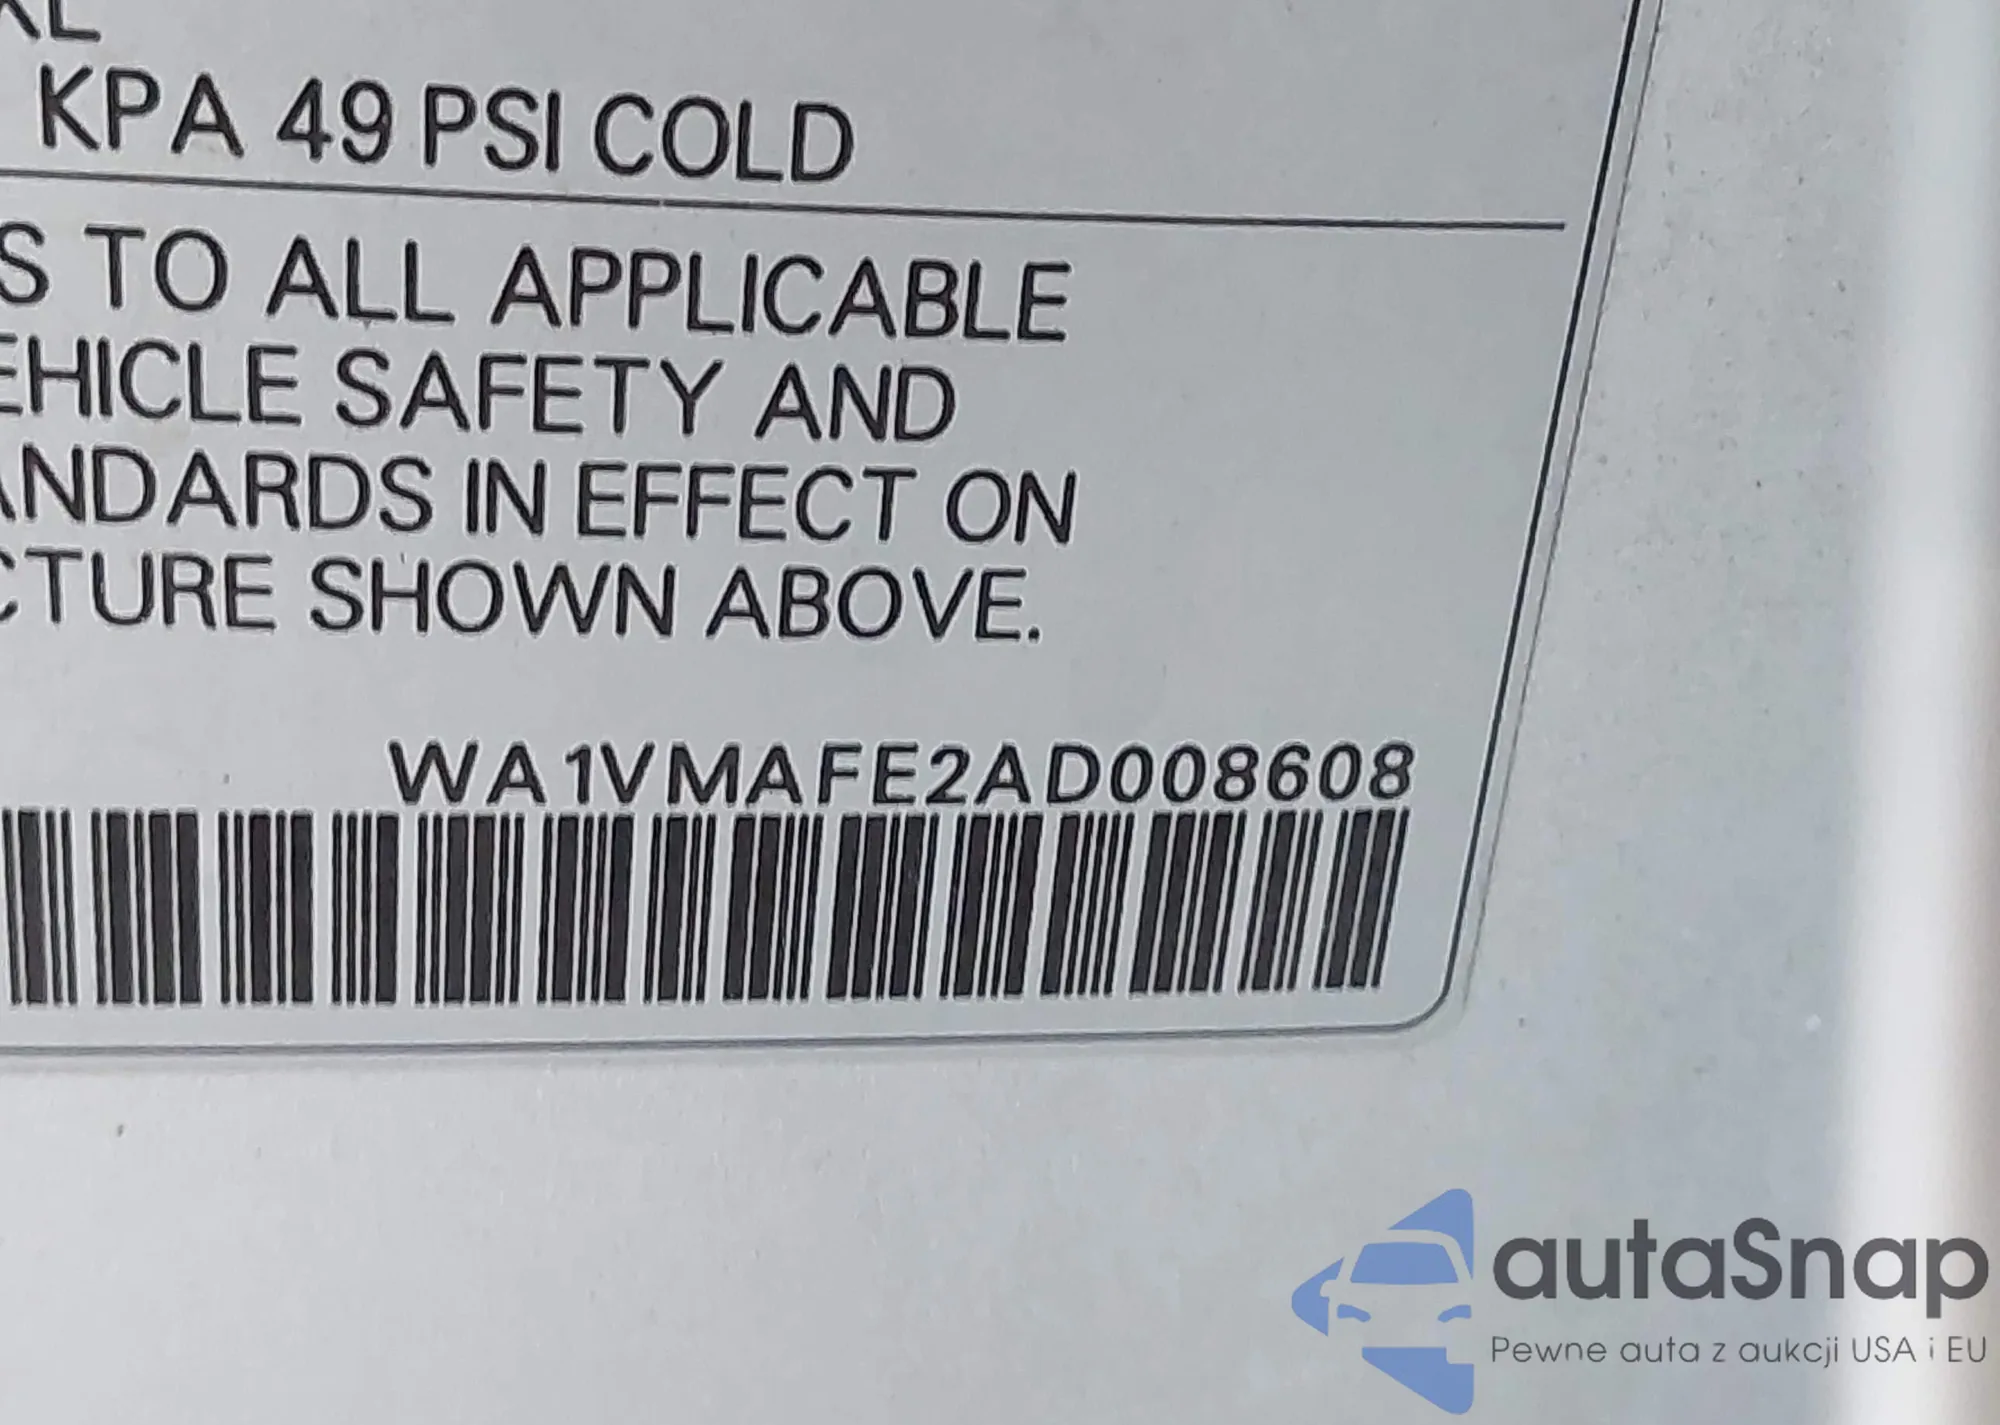 KPA 49 PSI COLD
S TO ALL APPLICABLE
EHICLE SAFETY AND
ANDARDS IN EFFECT ON
CTURE SHOWN ABOVE.
WA1VMAFE2AD008608
autaSnap
Pewne auta z aukcji USA i EU